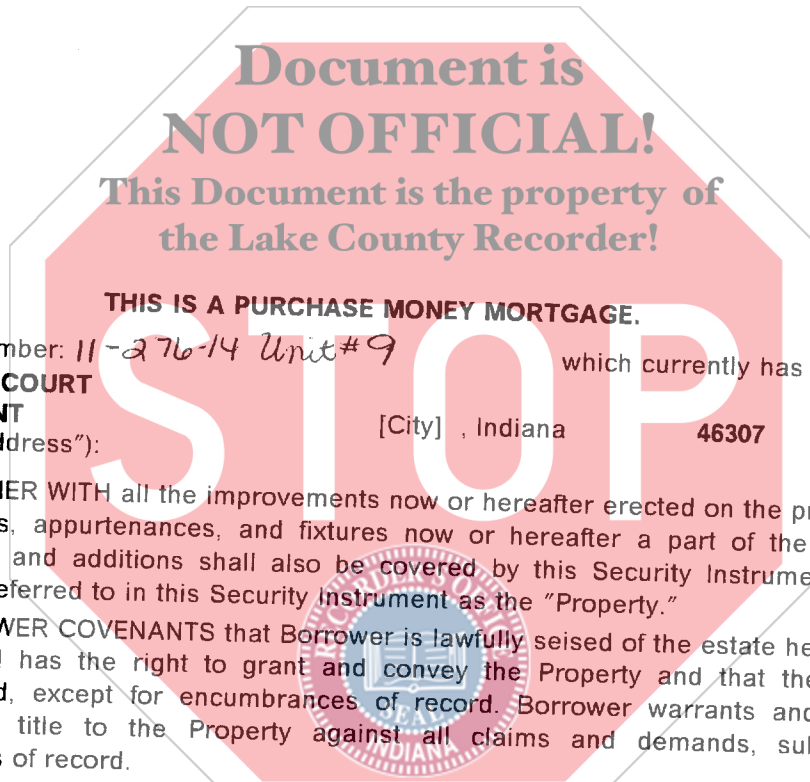 Document is
NOT OFFICIAL!
This Document is the property of
the Lake County Recorder!
THIS IS A PURCHASE MONEY MORTGAGE.
mber: 11-276-14 Unit#9 which currently has
COURT
NT
ddress"): [City] , Indiana 46307
ER WITH all the improvements now or hereafter erected on the pr
s, appurtenances, and fixtures now or hereafter a part of the
and additions shall also be covered by this Security Instrume
eferred to in this Security Instrument as the "Property."
WER COVENANTS that Borrower is lawfully seised of the estate he
has the right to grant and convey the Property and that the
d, except for encumbrances of record. Borrower warrants and
title to the Property against all claims and demands, sul
s of record.
STOP
RECORDER'S OFFICE
SEAL
INDIANA